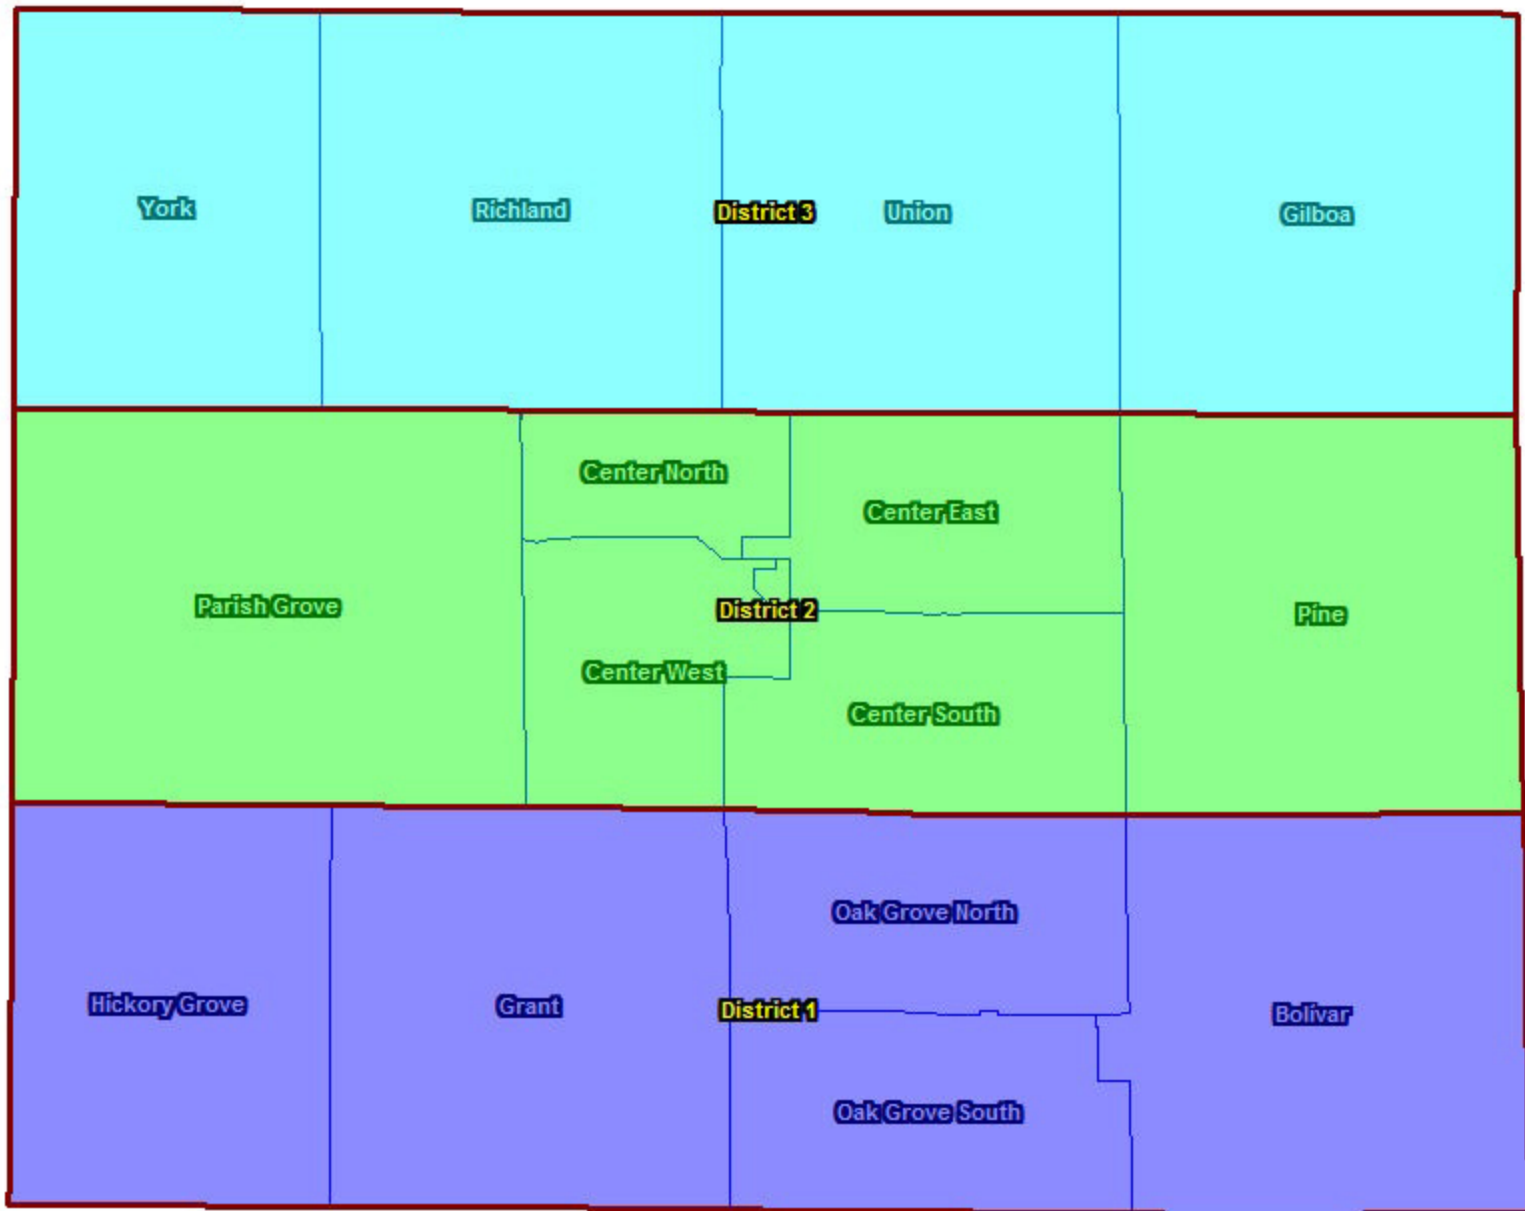 York
Richland
District 3
Union
Gilboa
Center North
Center East
Parish Grove
District 2
Pine
Center West
Center South
Oak Grove North
Hickory Grove
Grant
District 1
Bolivar
Oak Grove South